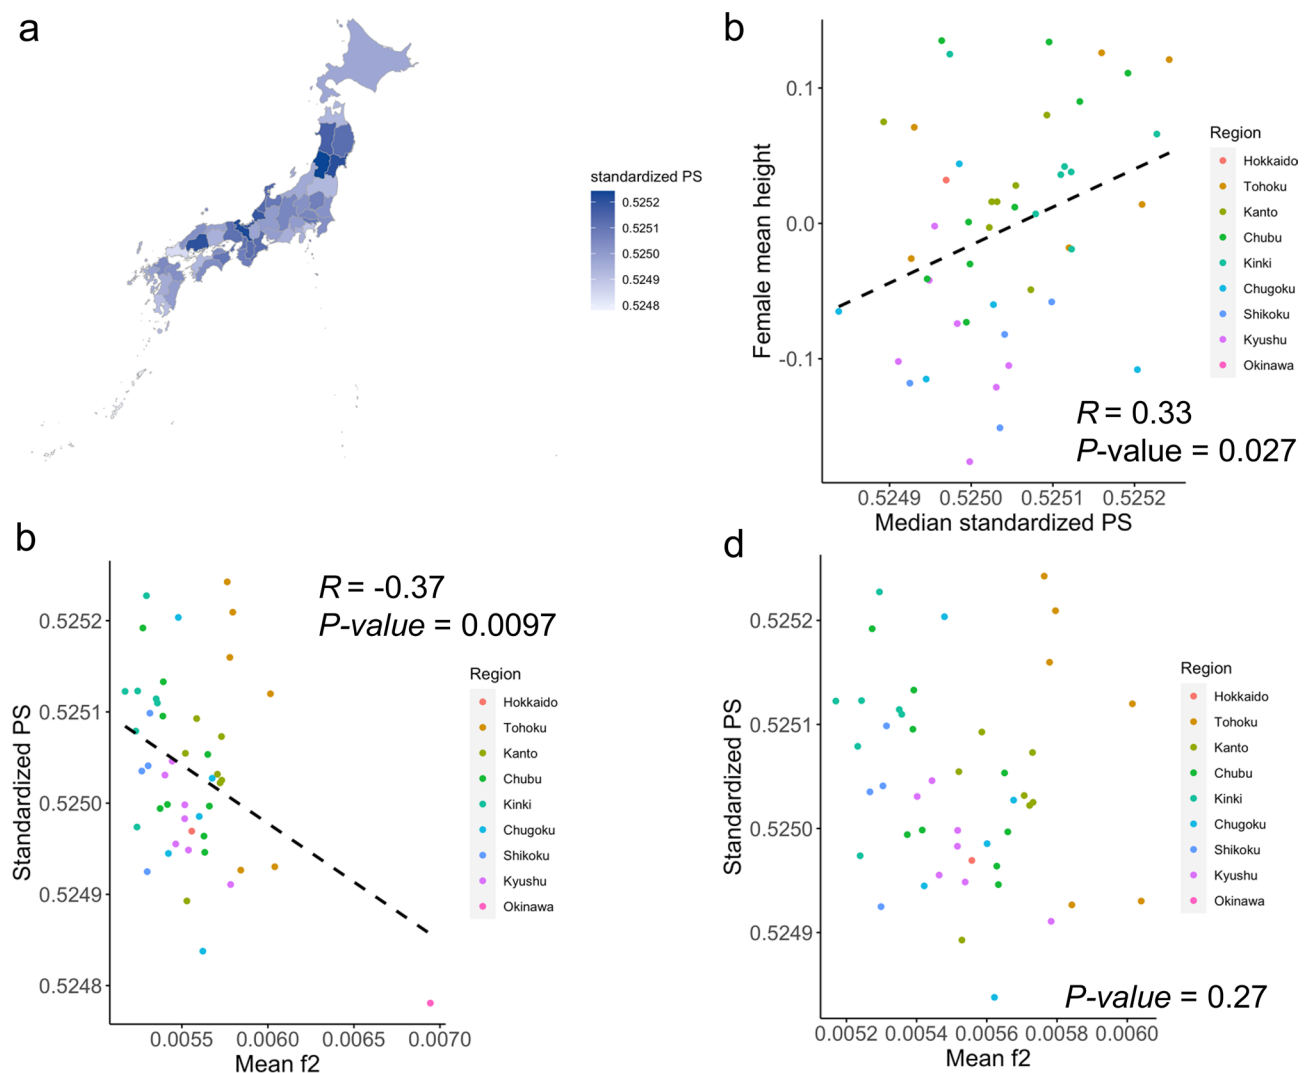 a
standardized PS
0.5252
0.5251
0.5250
0.5249
0.5248
b
Female mean height
0.1
0.0
-0.1
0.5249 0.5250 0.5251 0.5252
Median standardized PS
R = 0.33
P-value = 0.027
Region
Hokkaido
Tohoku
Kanto
Chubu
Kinki
Chugoku
Shikoku
Kyushu
Okinawa
b
Standardized PS
0.5252
0.5251
0.5250
0.5249
0.5248
0.0055 0.0060 0.0065 0.0070
Mean f2
R = -0.37
P-value = 0.0097
Region
Hokkaido
Tohoku
Kanto
Chubu
Kinki
Chugoku
Shikoku
Kyushu
Okinawa
d
Standardized PS
0.5252
0.5251
0.5250
0.5249
0.0052 0.0054 0.0056 0.0058 0.0060
Mean f2
P-value = 0.27
Region
Hokkaido
Tohoku
Kanto
Chubu
Kinki
Chugoku
Shikoku
Kyushu
Okinawa